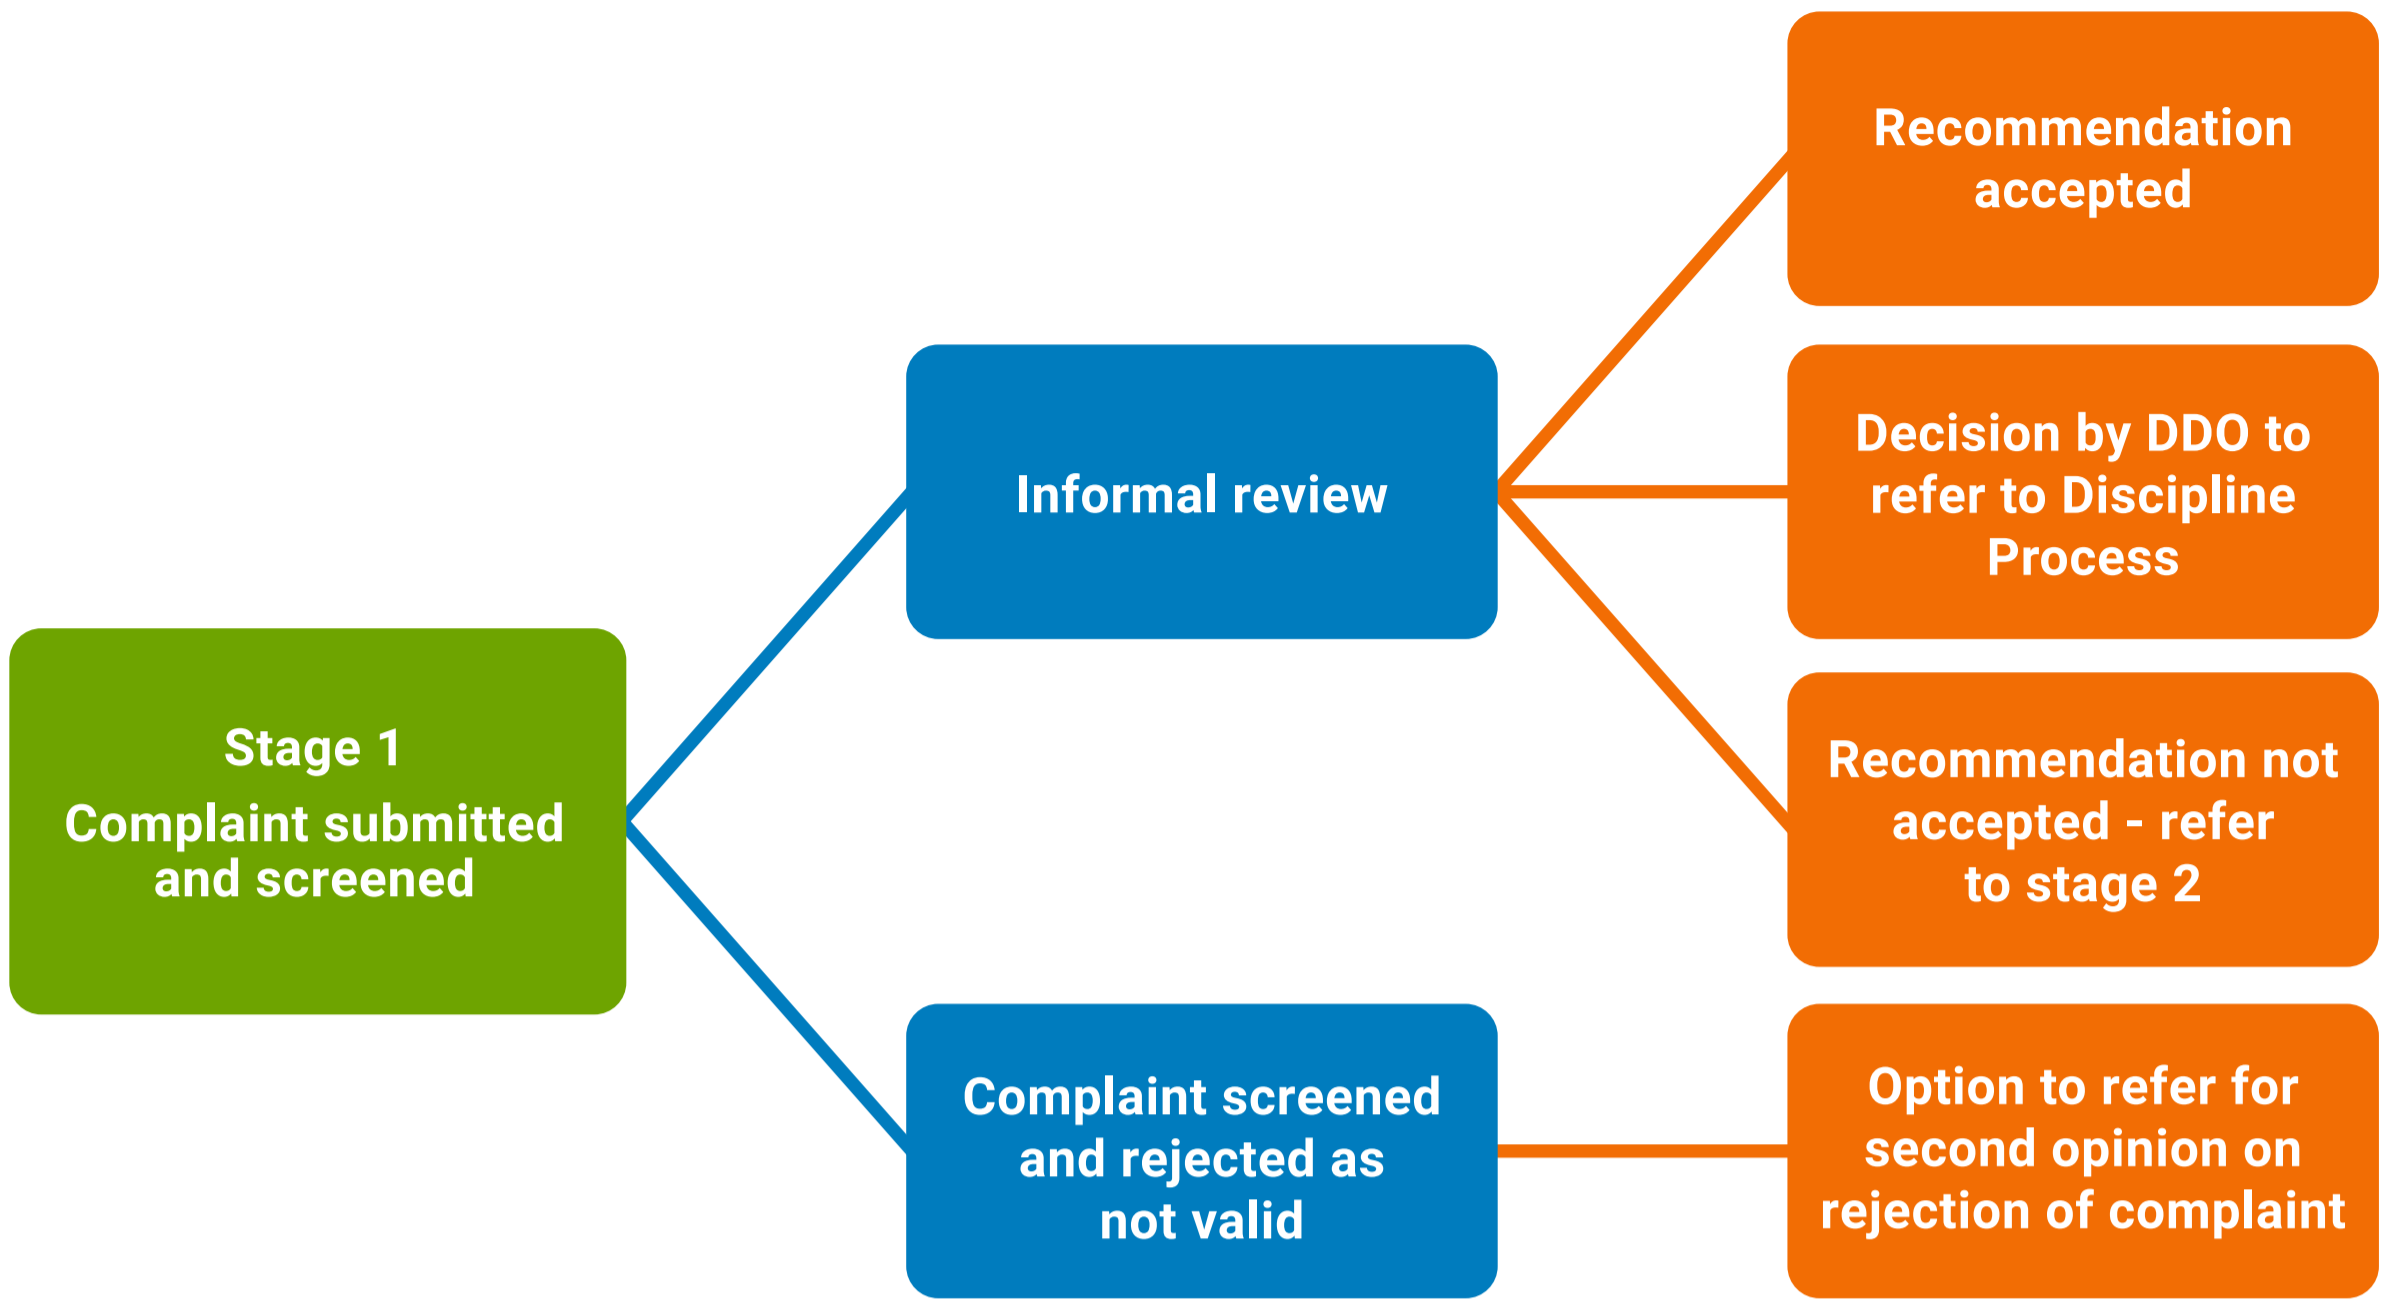 Stage 1
Complaint submitted
and screened
Informal review
Complaint screened
and rejected as
not valid
Recommendation
accepted
Decision by DDO to
refer to Discipline
Process
Recommendation not
accepted - refer
to stage 2
Option to refer for
second opinion on
rejection of complaint